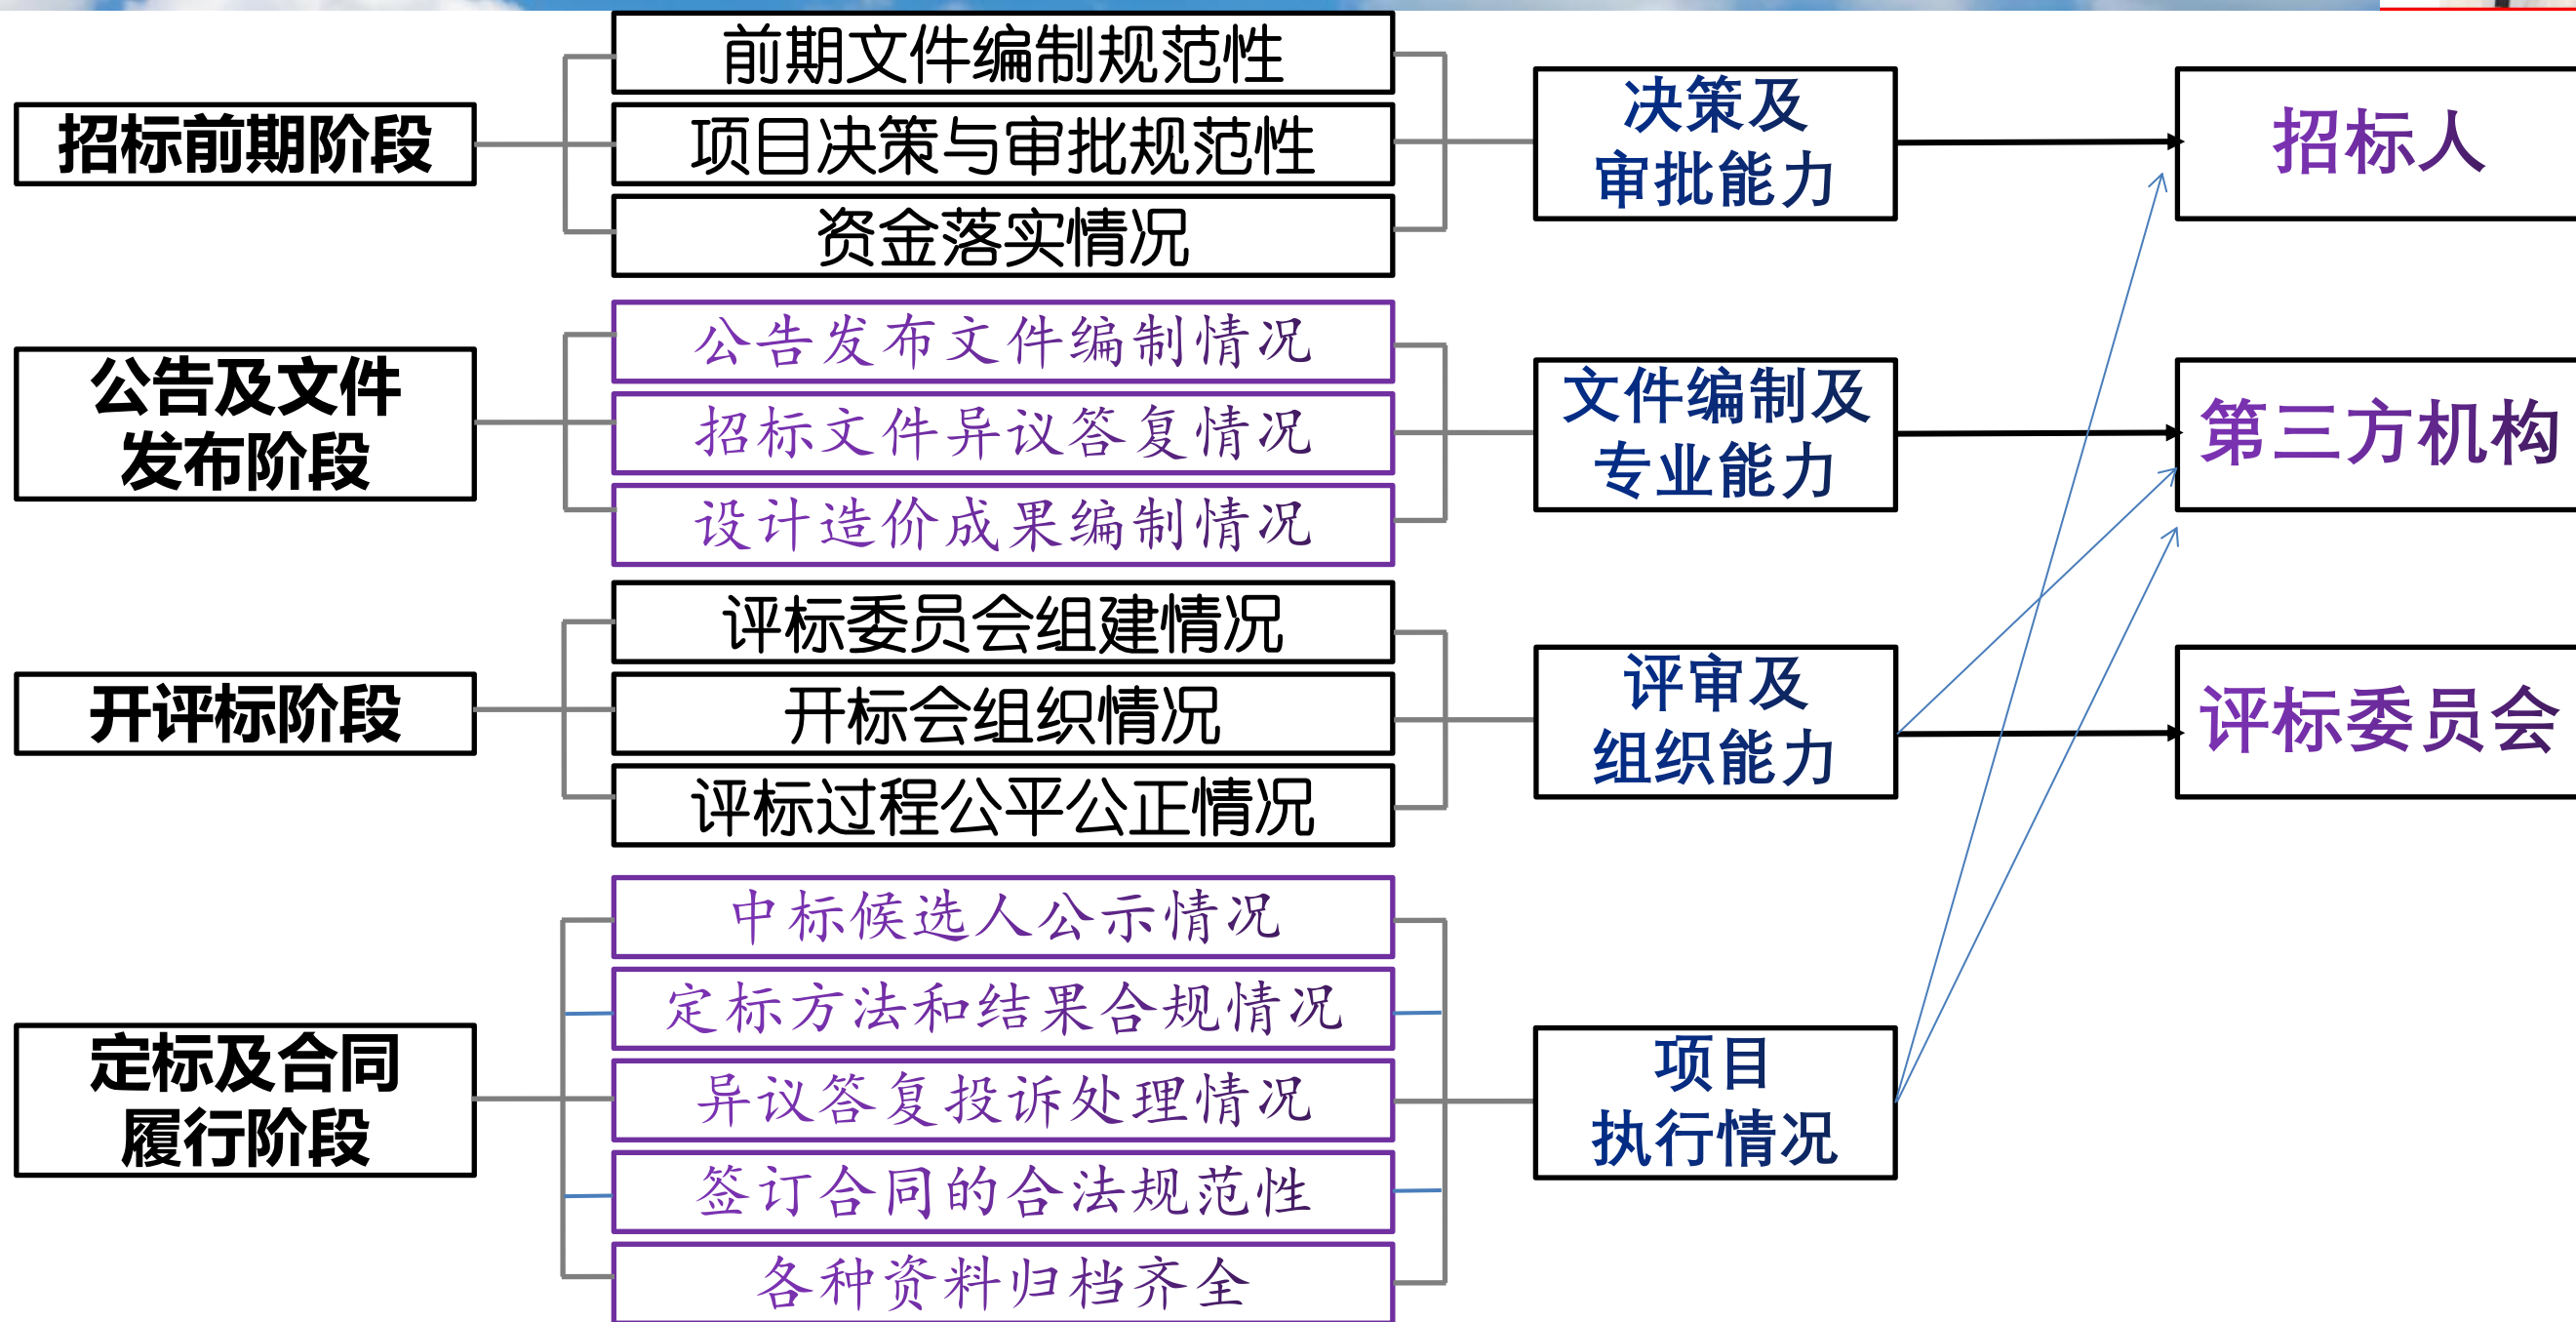 招标前期阶段
前期文件编制规范性
项目决策与审批规范性
资金落实情况
决策及
审批能力
招标人
公告及文件
发布阶段
公告发布文件编制情况
招标文件异议答复情况
设计造价成果编制情况
文件编制及
专业能力
第三方机构
开评标阶段
评标委员会组建情况
开标会组织情况
评标过程公平公正情况
评审及
组织能力
评标委员会
定标及合同
履行阶段
中标候选人公示情况
定标方法和结果合规情况
异议答复投诉处理情况
签订合同的合法规范性
各种资料归档齐全
项目
执行情况